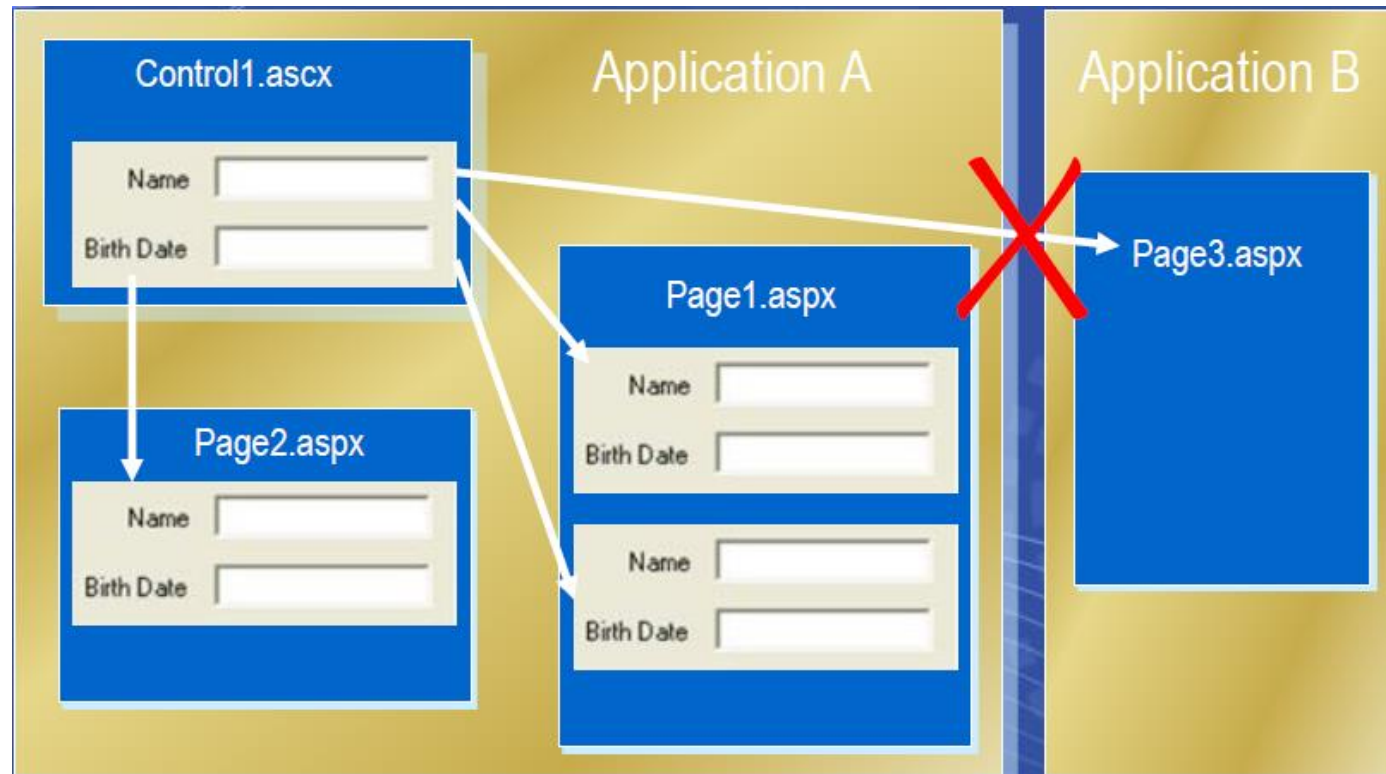 Control1.ascx
Name
Birth Date
Application A
Application B
Page3.aspx
Page1.aspx
Name
Birth Date
Name
Birth Date
Page2.aspx
Name
Birth Date